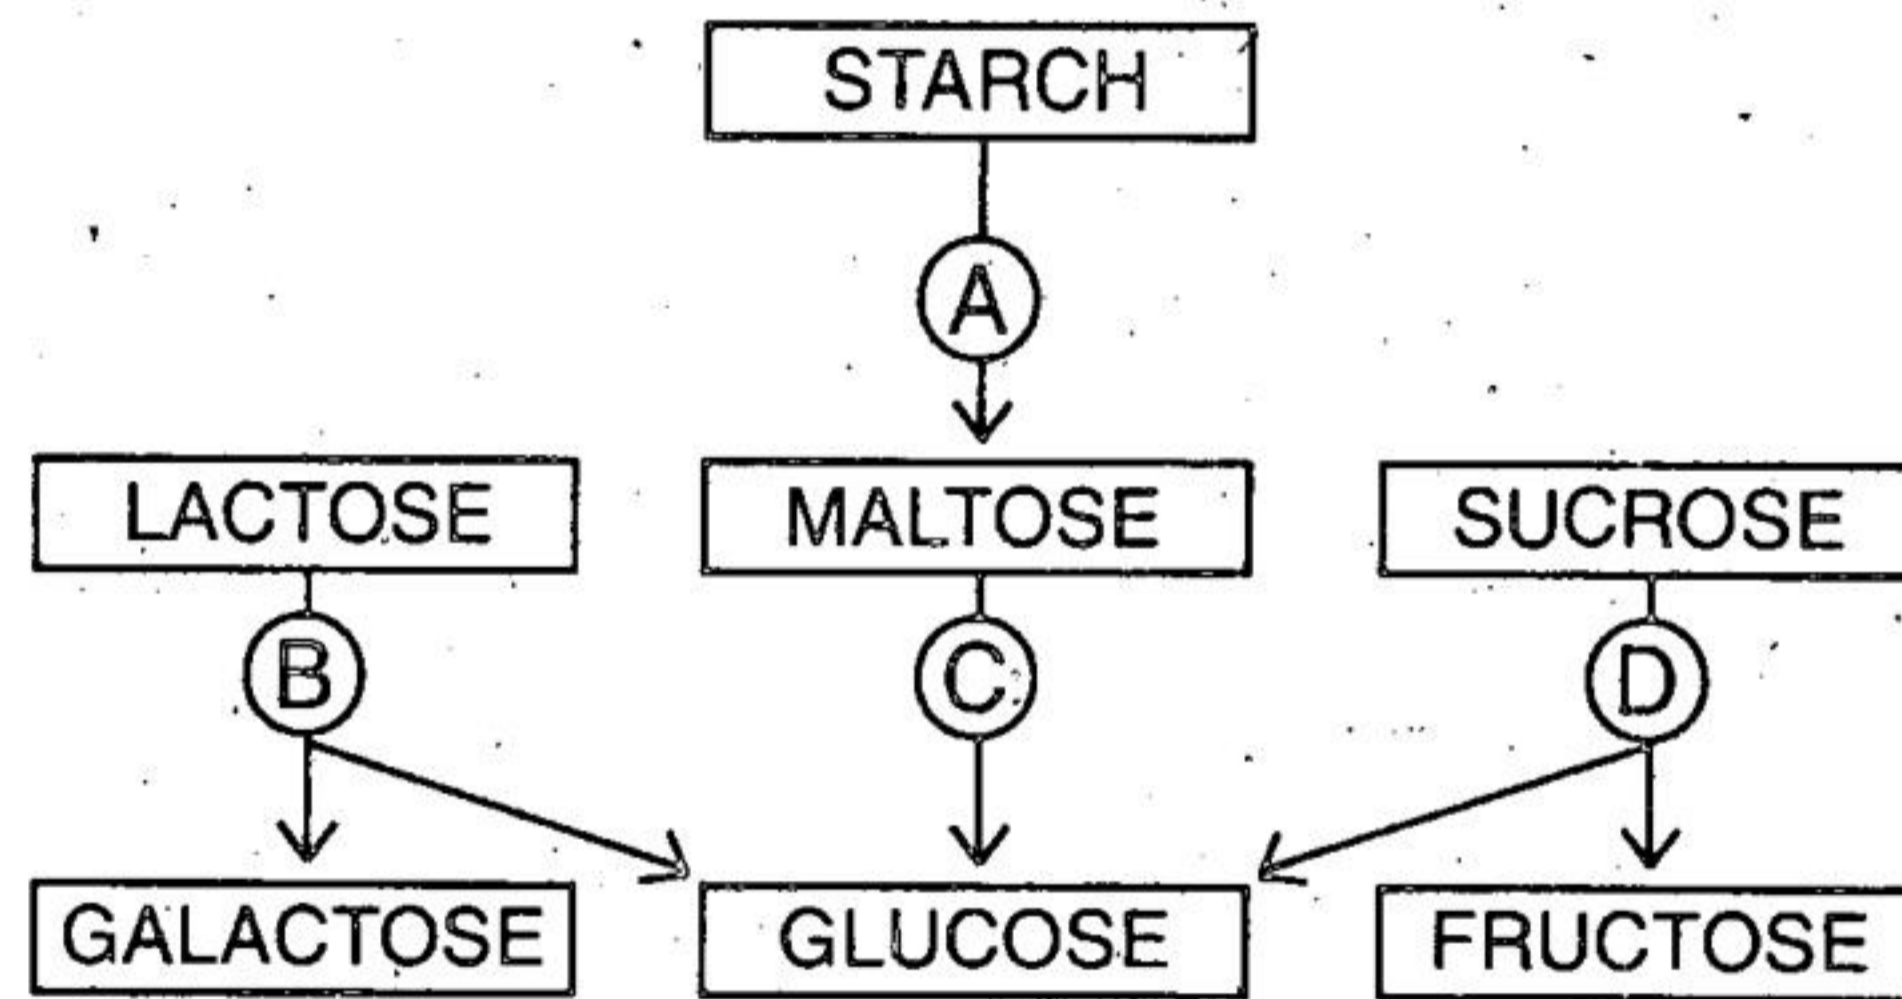 STARCH
A
LACTOSE MALTOSE SUCROSE
B C D
GALACTOSE GLUCOSE FRUCTOSE